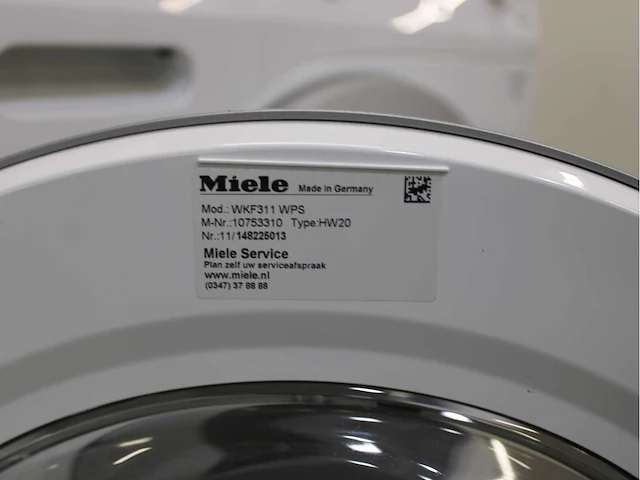 Miele Made in Germany
Mod.: WKF311 WPS
M-Nr.:10753310 Type:HW20
Nr.:11/148225013
Miele Service
Plan zelf uw serviceafspraak
www.miele.nl
(0347) 37 88 88